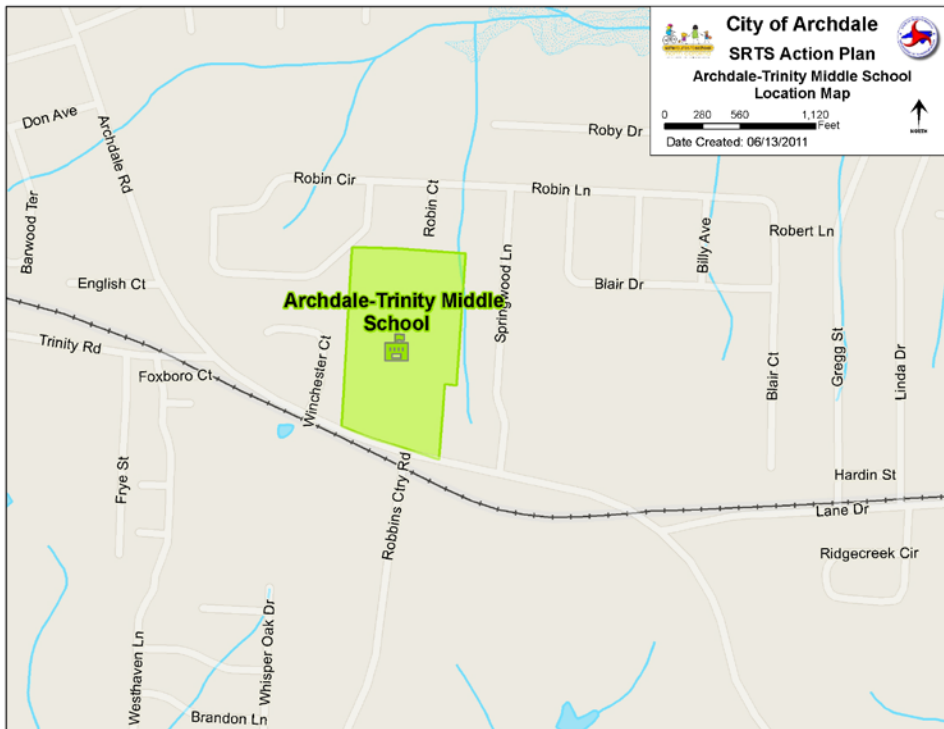 City of Archdale
SRTS Action Plan
Archdale-Trinity Middle School
Location Map
0 280 560 1,120
Feet
NORTH
Date Created: 06/13/2011
Don Ave
Archdale Rd
Roby Dr
Robin Cir
Robin Ct
Robin Ln
Barwood Ter
Billy Ave
Robert Ln
English Ct
Springwood Ln
Blair Dr
Archdale-Trinity Middle
School
Trinity Rd
Foxboro Ct
Winchester Ct
Blair Ct
Gregg St
Linda Dr
Frye St
Robbins Ctry Rd
Hardin St
Lane Dr
Ridgecreek Cir
Westhaven Ln
Whisper Oak Dr
Brandon Ln